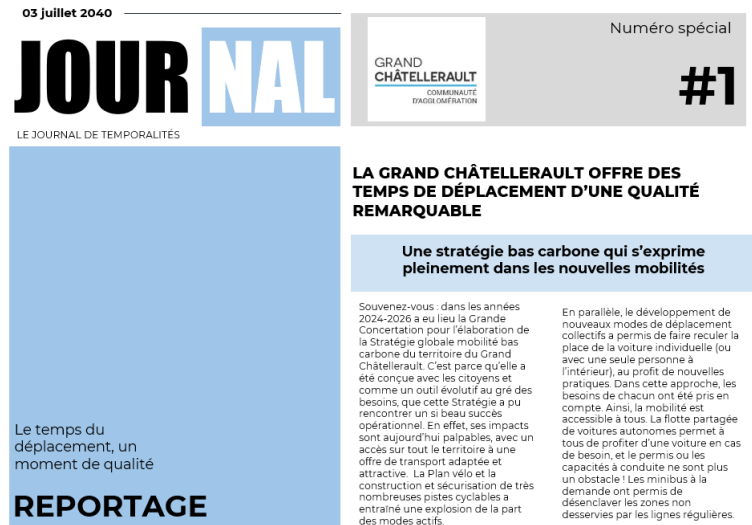 03 juillet 2040
JOURNAL
LE JOURNAL DE TEMPORALITÉS
GRAND
CHÂTELLERAULT
COMMUNAUTÉ
D'AGGLOMÉRATION
Numéro spécial
#1
Le temps du
déplacement, un
moment de qualité
REPORTAGE
LA GRAND CHÂTELLERAULT OFFRE DES
TEMPS DE DÉPLACEMENT D'UNE QUALITÉ
REMARQUABLE
Une stratégie bas carbone qui s'exprime
pleinement dans les nouvelles mobilités
Souvenez-vous : dans les années
2024-2026 a eu lieu la Grande
Concertation pour l'élaboration de
la Stratégie globale mobilité bas
carbone du territoire du Grand
Châtellerault. C'est parce qu'elle a
été conçue avec les citoyens et
comme un outil évolutif au gré des
besoins, que cette Stratégie a pu
rencontrer un si beau succès
opérationnel. En effet, ses impacts
sont aujourd'hui palpables, avec un
accès sur tout le territoire à une
offre de transport adaptée et
attractive. La Plan vélo et la
construction et sécurisation de très
nombreuses pistes cyclables a
entraîné une explosion de la part
des modes actifs.
En parallèle, le développement de
nouveaux modes de déplacement
collectifs a permis de faire reculer la
place de la voiture individuelle (ou
avec une seule personne à
l'intérieur), au profit de nouvelles
pratiques. Dans cette approche, les
besoins de chacun ont été pris en
compte. Ainsi, la mobilité est
accessible à tous. La flotte partagée
de voitures autonomes permet à
tous de profiter d'une voiture en cas
de besoin, et le permis ou les
capacités à conduite ne sont plus
un obstacle ! Les minibus à la
demande ont permis de
désenclaver les zones non
desservies par les lignes régulières.